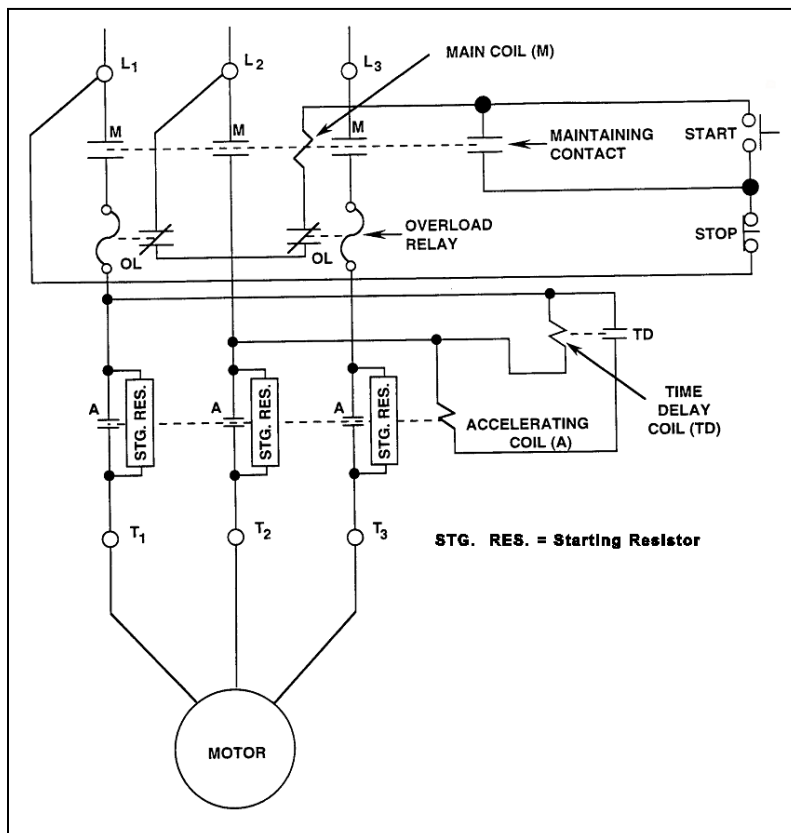 L1
L2
L3
MAIN COIL (M)
M
M
M
MAINTAINING
CONTACT
START
OVERLOAD
RELAY
STOP
OL
OL
TD
A
STG. RES.
A
STG. RES.
A
STG. RES.
ACCELERATING
COIL (A)
TIME
DELAY
COIL (TD)
T1
T2
T3
STG. RES. = Starting Resistor
MOTOR